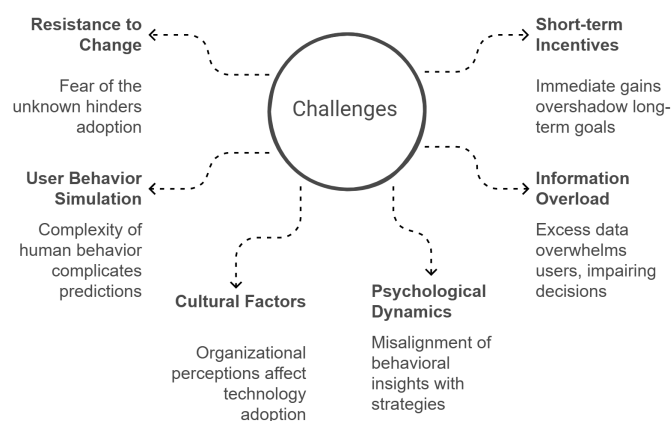 Resistance to
Change
Fear of the
unknown hinders
adoption
User Behavior
Simulation
Complexity of
human behavior
complicates
predictions
Challenges
Cultural Factors
Organizational
perceptions affect
technology
adoption
Psychological
Dynamics
Misalignment of
behavioral
insights with
strategies
Short-term
Incentives
Immediate gains
overshadow long-
term goals
Information
Overload
Excess data
overwhelms
users, impairing
decisions